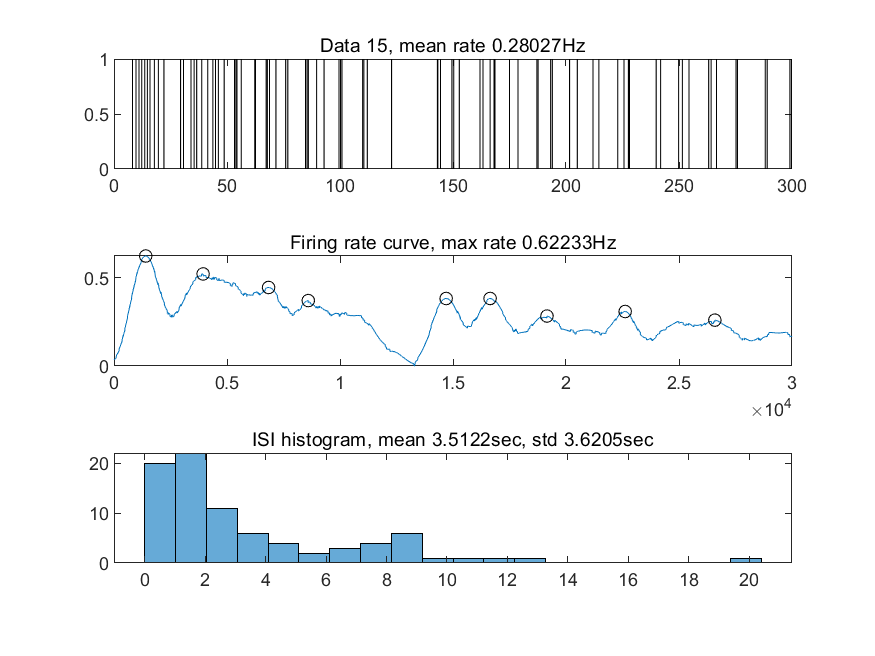 Data 15, mean rate 0.28027Hz
1
0.5
0
0 50 100 150 200 250 300
Firing rate curve, max rate 0.62233Hz
0.5
0
0 0.5 1 1.5 2 2.5 3
×10⁴
ISI histogram, mean 3.5122sec, std 3.6205sec
20
10
0
0 2 4 6 8 10 12 14 16 18 20